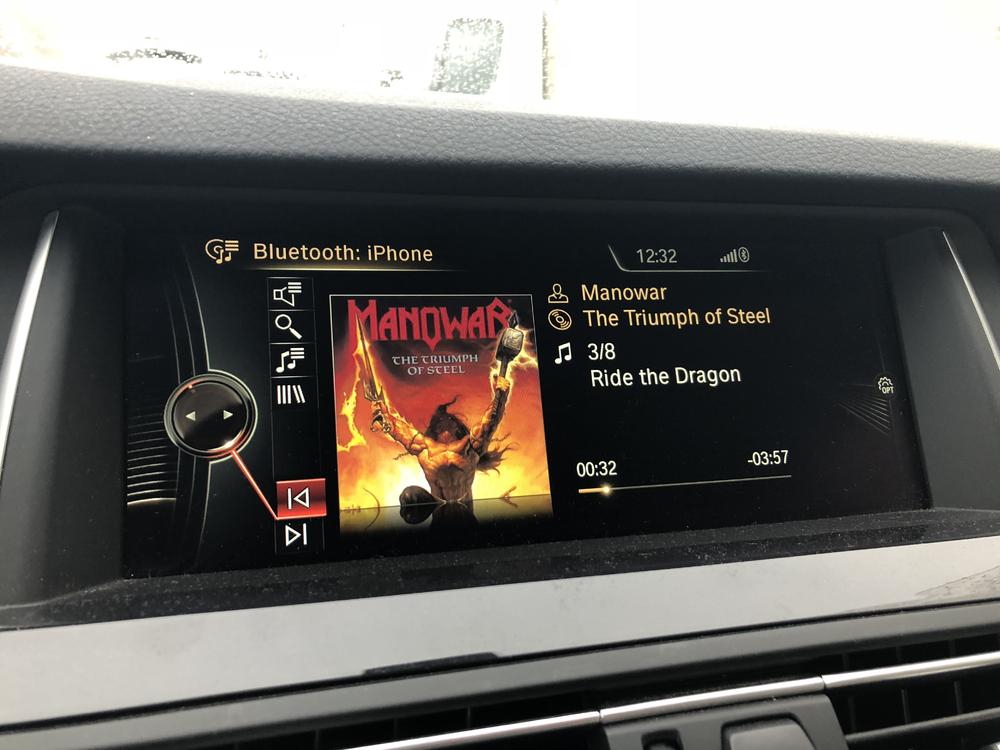 Bluetooth: iPhone
12:32
MANOWAR
THE TRIUMPH
OF STEEL
Manowar
The Triumph of Steel
3/8
Ride the Dragon
00:32
-03:57
OPT